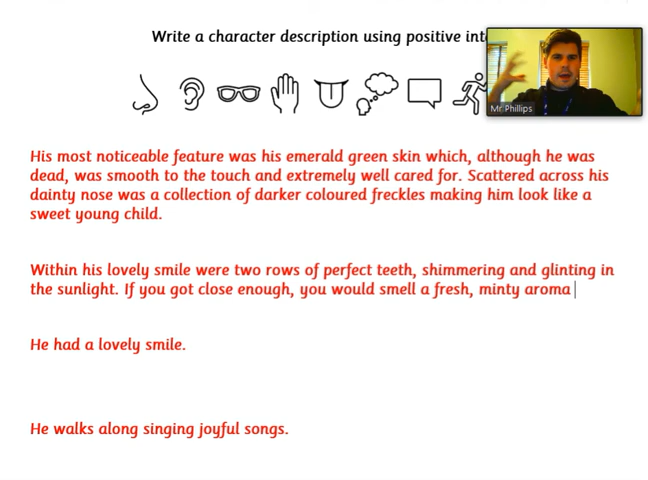 Write a character description using positive
Mr Phillips
His most noticeable feature was his emerald green skin which, although he was
dead, was smooth to the touch and extremely well cared for. Scattered across his
dainty nose was a collection of darker coloured freckles making him look like a
sweet young child.
Within his lovely smile were two rows of perfect teeth, shimmering and glinting in
the sunlight. If you got close enough, you would smell a fresh, minty aroma
He had a lovely smile.
He walks along singing joyful songs.